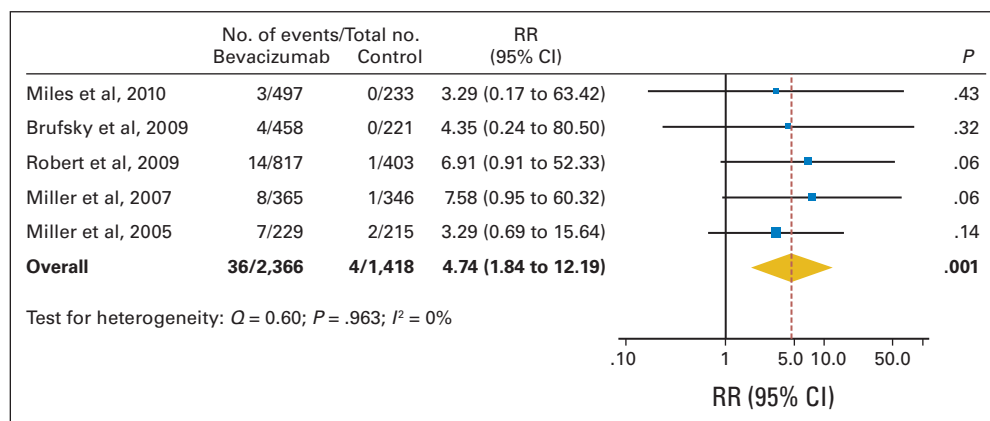 No. of events/Total no. RR
Bevacizumab Control (95% CI) P
Miles et al, 2010 3/497 0/233 3.29 (0.17 to 63.42) .43
Brufsky et al, 2009 4/458 0/221 4.35 (0.24 to 80.50) .32
Robert et al, 2009 14/817 1/403 6.91 (0.91 to 52.33) .06
Miller et al, 2007 8/365 1/346 7.58 (0.95 to 60.32) .06
Miller et al, 2005 7/229 2/215 3.29 (0.69 to 15.64) .14
Overall 36/2,366 4/1,418 4.74 (1.84 to 12.19) .001
Test for heterogeneity: Q = 0.60; P = .963; I² = 0%
.10 1 5.0 10.0 50.0
RR (95% CI)